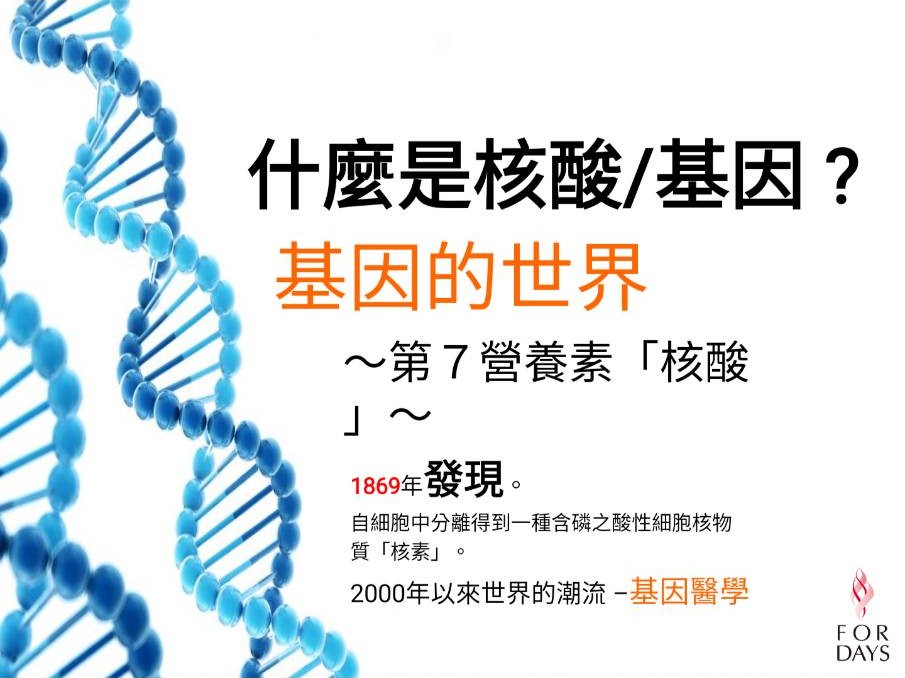 什麼是核酸/基因？
基因的世界
～第７營養素「核酸
」～
1869年發現。
自細胞中分離得到一種含磷之酸性細胞核物
質「核素」。
2000年以來世界的潮流 –基因醫學
FOR
DAYS